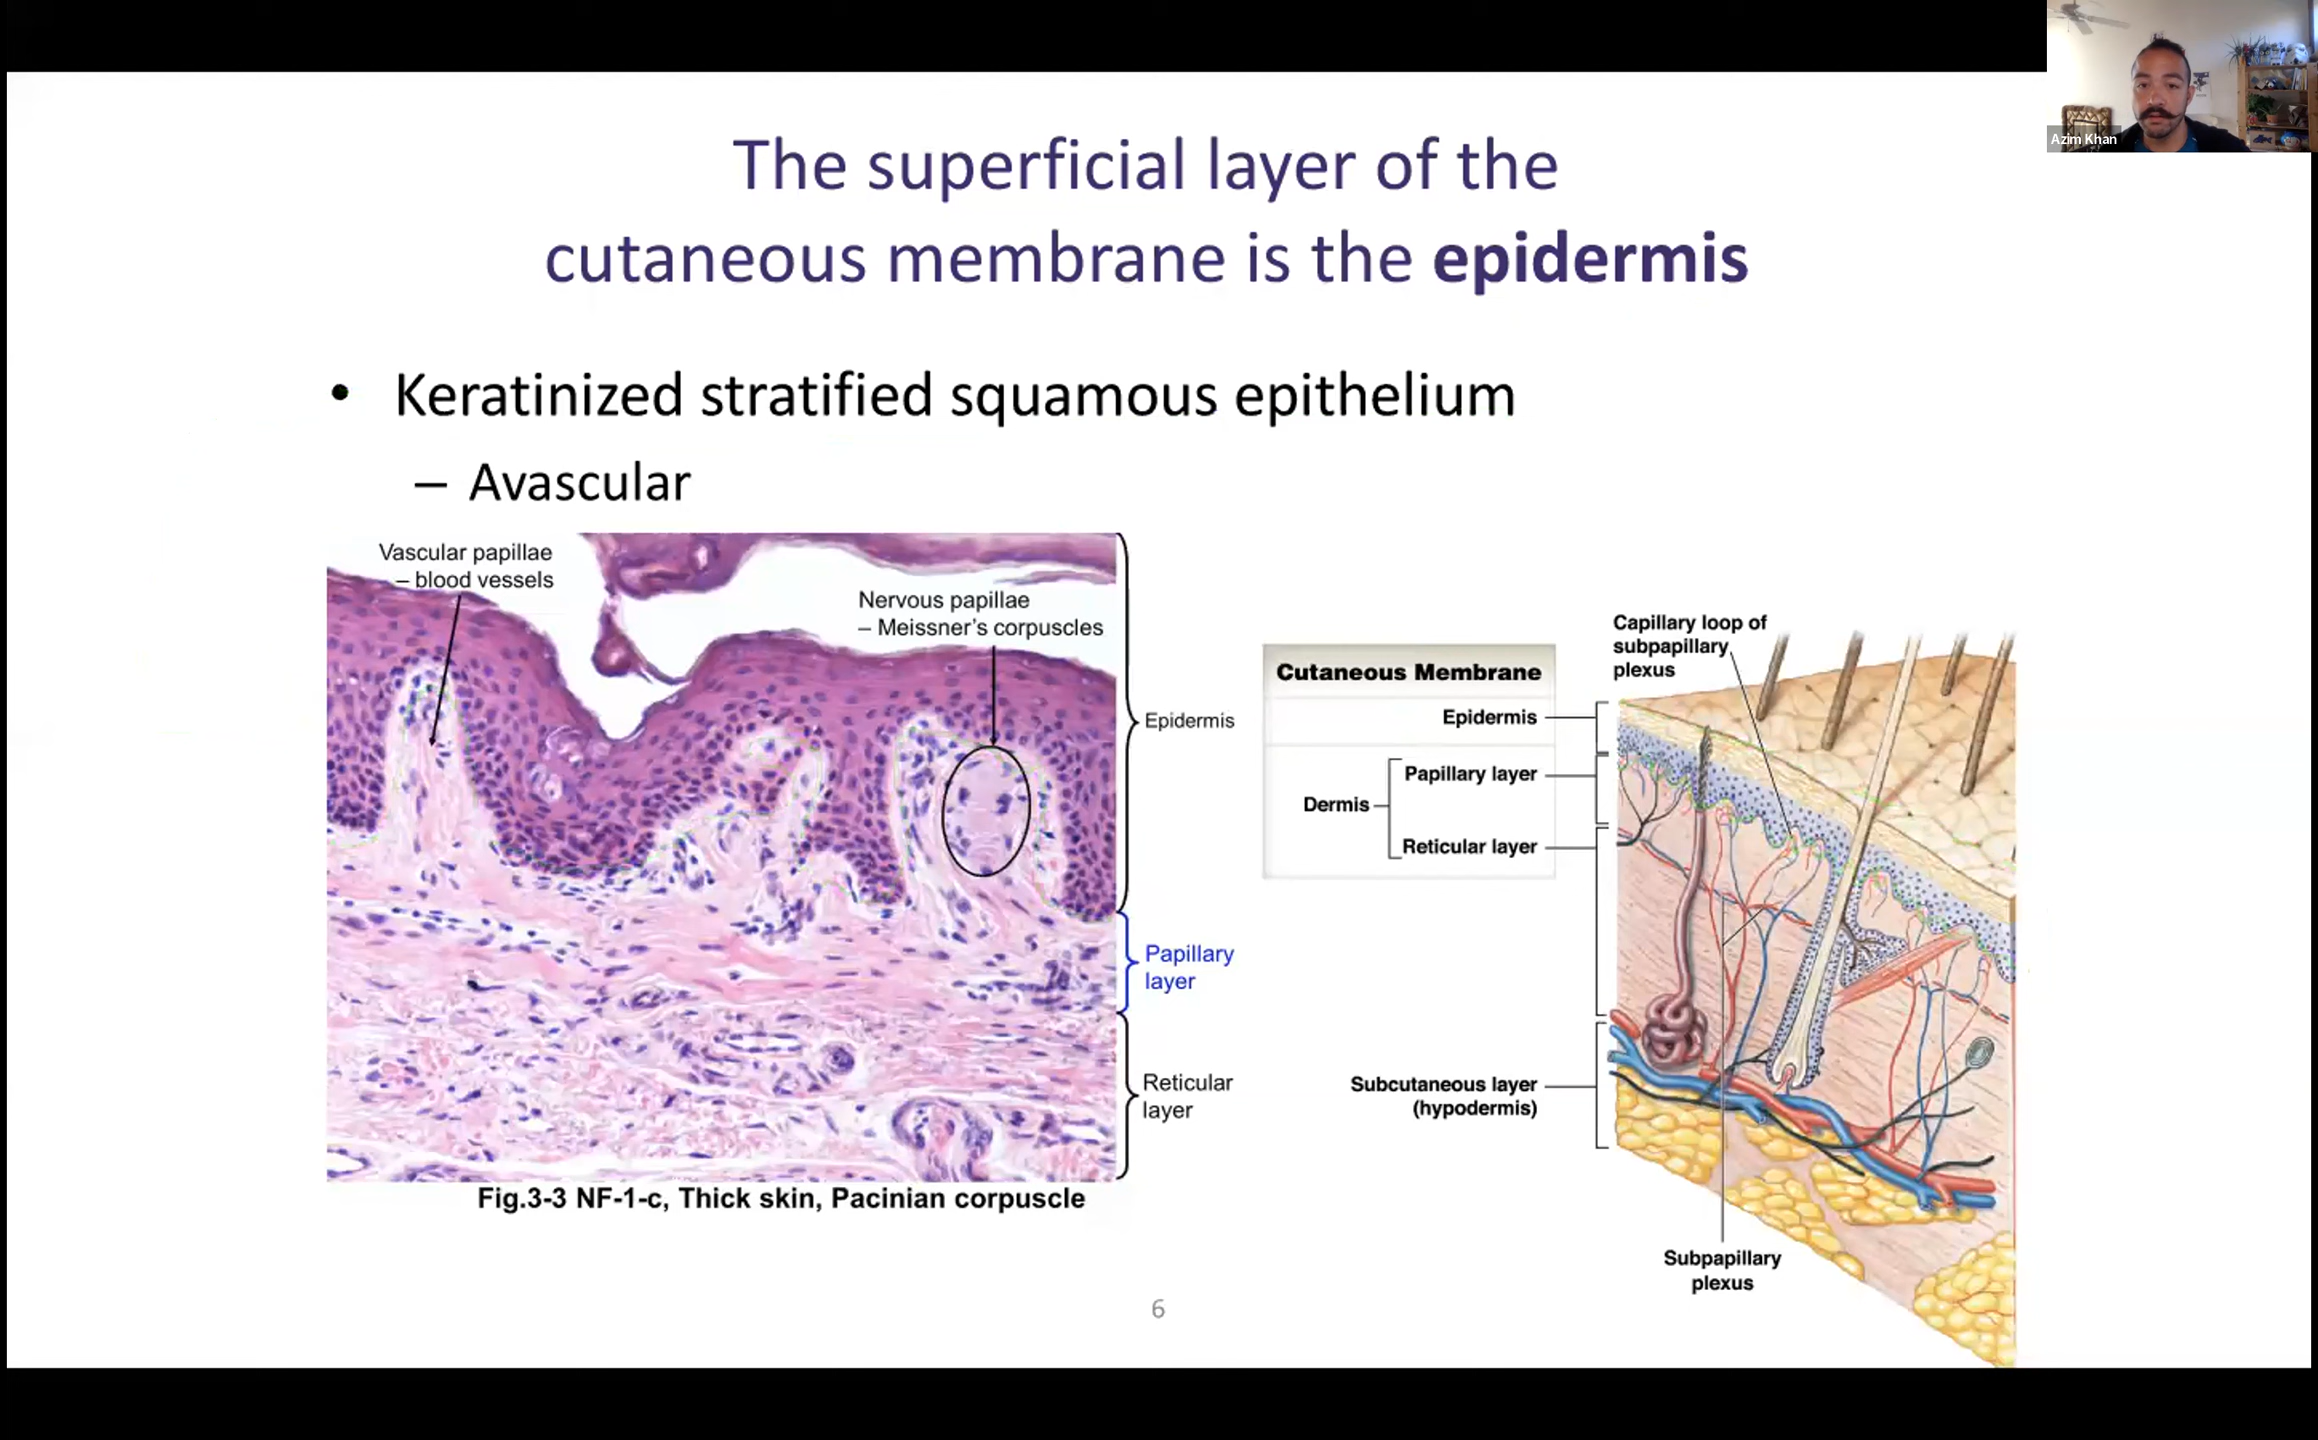 Azim Khan
The superficial layer of the
cutaneous membrane is the epidermis
• Keratinized stratified squamous epithelium
– Avascular
Vascular papillae
– blood vessels
Nervous papillae
– Meissner's corpuscles
Epidermis
Papillary
layer
Reticular
layer
Fig.3-3 NF-1-c, Thick skin, Pacinian corpuscle
Cutaneous Membrane
Epidermis
Papillary layer
Dermis
Reticular layer
Subcutaneous layer
(hypodermis)
Capillary loop of
subpapillary
plexus
Subpapillary
plexus
6